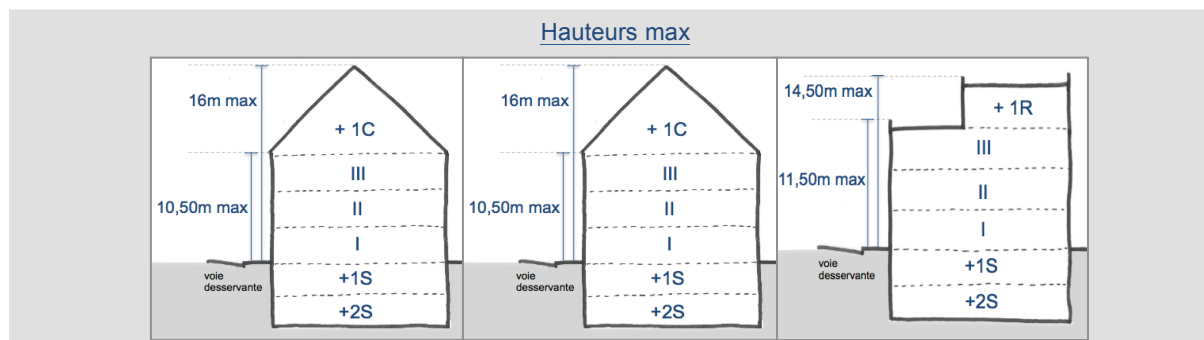 Hauteurs max
16m max
+ 1C
III
10,50m max
II
I
voie
desservante
+1S
+2S
16m max
+ 1C
III
10,50m max
II
I
voie
desservante
+1S
+2S
14,50m max
+ 1R
III
11,50m max
II
I
voie
desservante
+1S
+2S